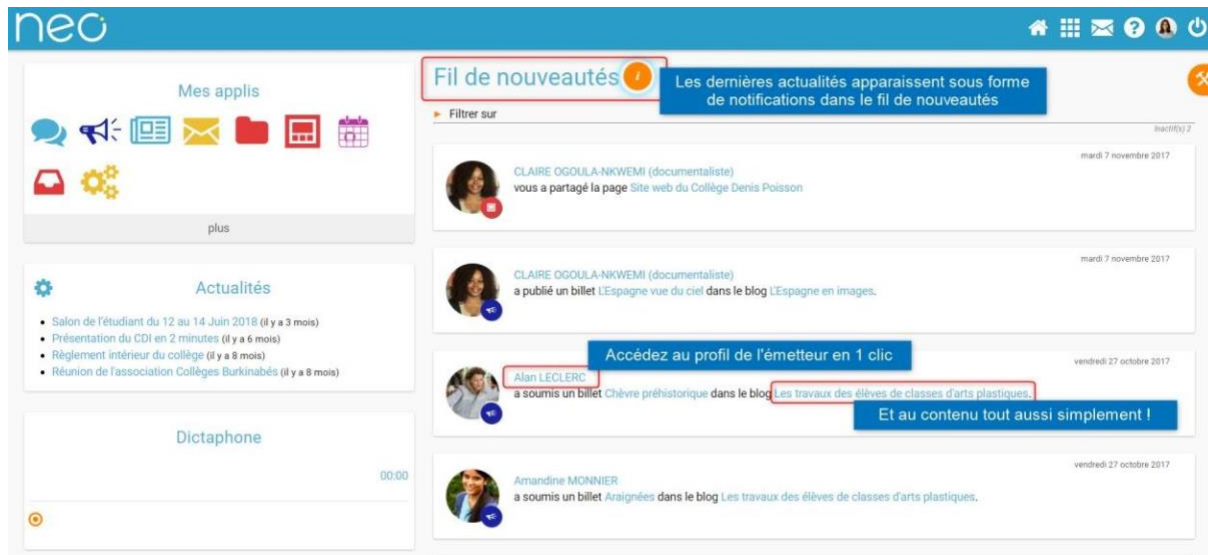 neo
Mes applis
plus
Actualités
Salon de l'étudiant du 12 au 14 Juin 2018 (il y a 3 mois)
Présentation du CDI en 2 minutes (il y a 6 mois)
Règlement intérieur du collège (il y a 8 mois)
Réunion de l'association Collèges Burkinabés (il y a 8 mois)
Dictaphone
00:00
Fil de nouveautés i
Les dernières actualités apparaissent sous forme
de notifications dans le fil de nouveautés
Filtrer sur
Inactif(s) 2
mardi 7 novembre 2017
CLAIRE OGOULA-NKWEMI (documentaliste)
vous a partagé la page Site web du Collège Denis Poisson
mardi 7 novembre 2017
CLAIRE OGOULA-NKWEMI (documentaliste)
a publié un billet L'Espagne vue du ciel dans le blog L'Espagne en images.
Accédez au profil de l'émetteur en 1 clic
vendredi 27 octobre 2017
Alan LECLERC
a soumis un billet Chèvre préhistorique dans le blog Les travaux des élèves de classes d'arts plastiques.
Et au contenu tout aussi simplement !
vendredi 27 octobre 2017
Amandine MONNIER
a soumis un billet Araignées dans le blog Les travaux des élèves de classes d'arts plastiques.